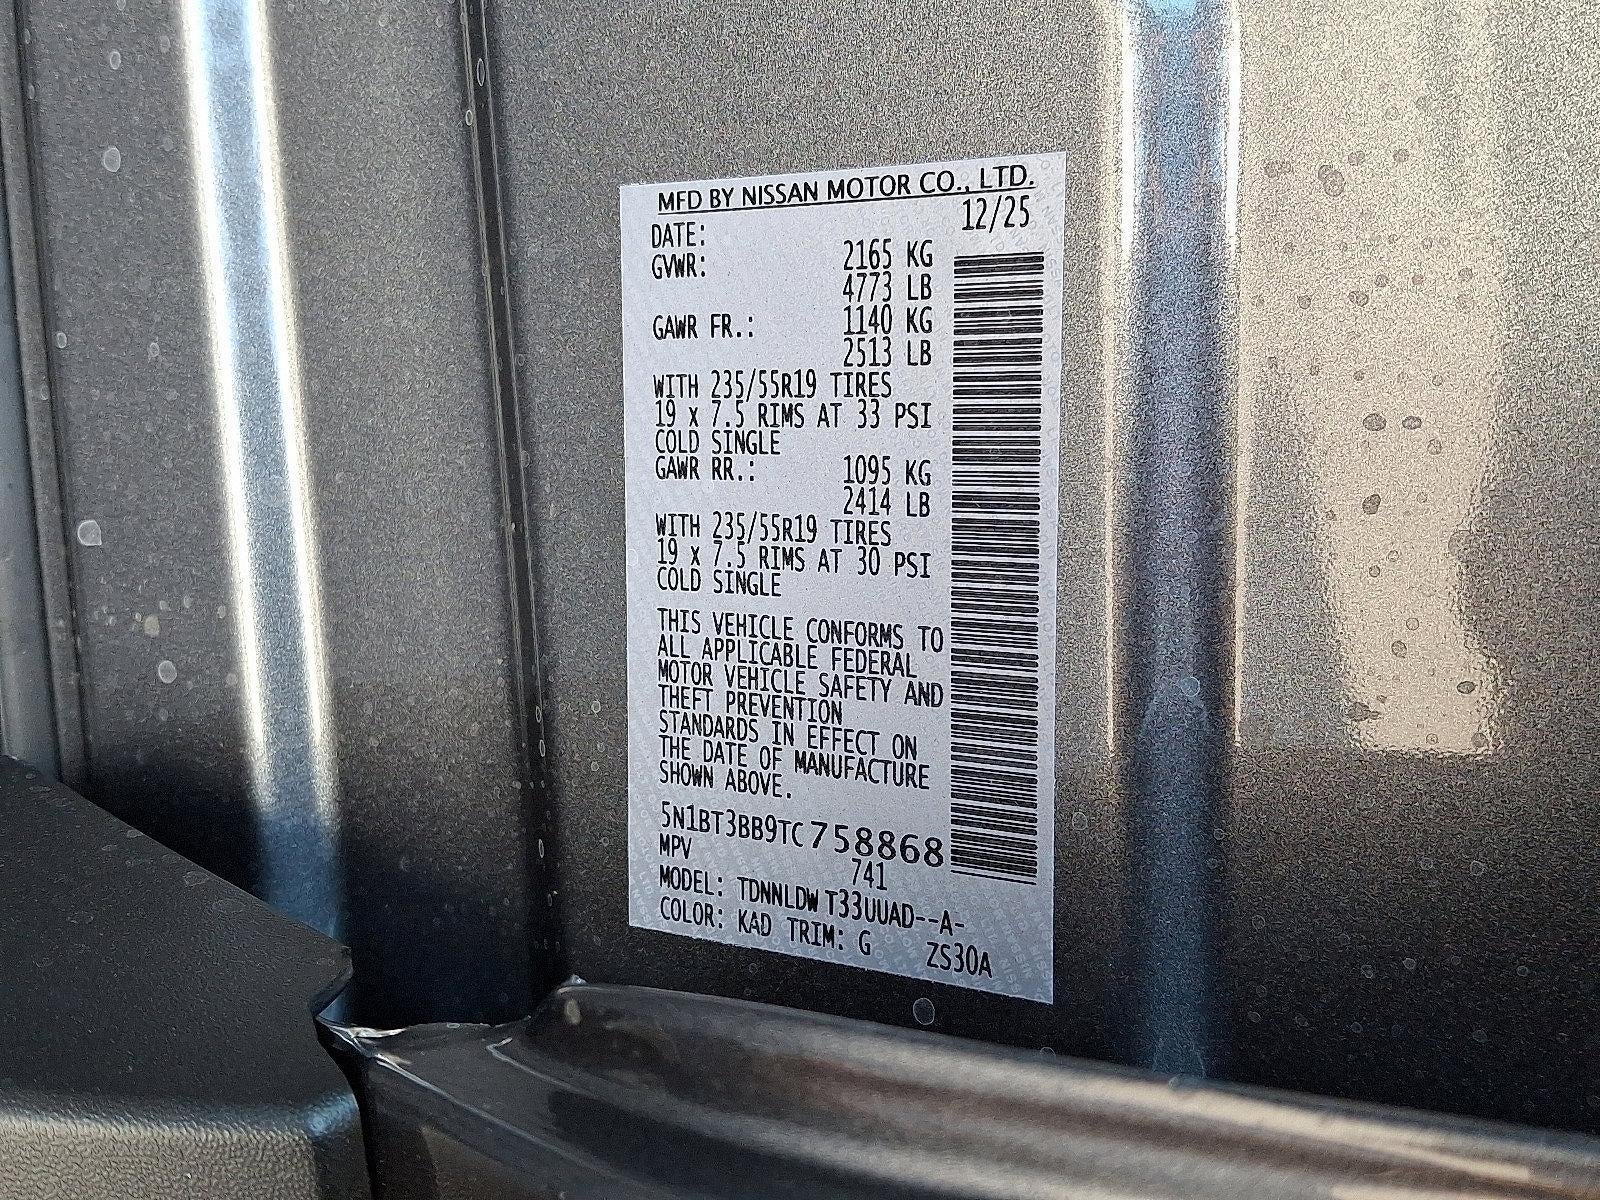 MFD BY NISSAN MOTOR CO., LTD.
DATE: 12/25
GVWR: 2165 KG
4773 LB
GAWR FR.: 1140 KG
2513 LB
WITH 235/55R19 TIRES
19 x 7.5 RIMS AT 33 PSI
COLD SINGLE
GAWR RR.: 1095 KG
2414 LB
WITH 235/55R19 TIRES
19 x 7.5 RIMS AT 30 PSI
COLD SINGLE
THIS VEHICLE CONFORMS TO
ALL APPLICABLE FEDERAL
MOTOR VEHICLE SAFETY AND
THEFT PREVENTION
STANDARDS IN EFFECT ON
THE DATE OF MANUFACTURE
SHOWN ABOVE.
5N1BT3BB9TC758868
MPV 741
MODEL: TDNNLDW T33UUAD--A-
COLOR: KAD TRIM: G ZS30A